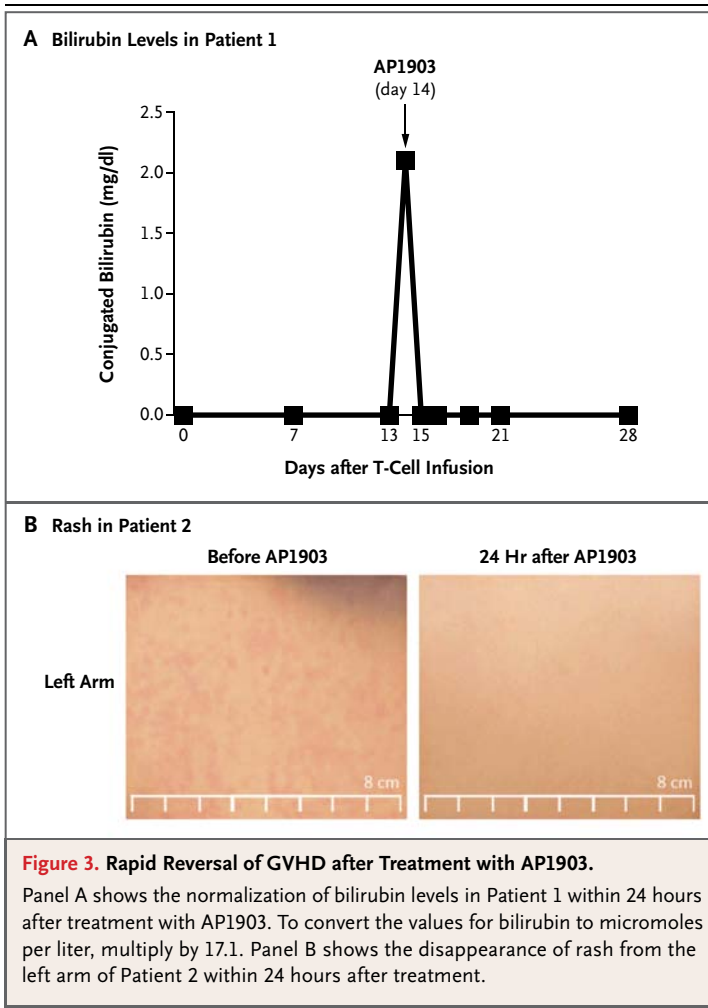 A Bilirubin Levels in Patient 1
AP1903
(day 14)
Conjugated Bilirubin (mg/dl)
2.5
2.0
1.5
1.0
0.5
0.0
0 7 13 15 21 28
Days after T-Cell Infusion
B Rash in Patient 2
Before AP1903 24 Hr after AP1903
Left Arm
8 cm 8 cm
Figure 3. Rapid Reversal of GVHD after Treatment with AP1903.
Panel A shows the normalization of bilirubin levels in Patient 1 within 24 hours
after treatment with AP1903. To convert the values for bilirubin to micromoles
per liter, multiply by 17.1. Panel B shows the disappearance of rash from the
left arm of Patient 2 within 24 hours after treatment.